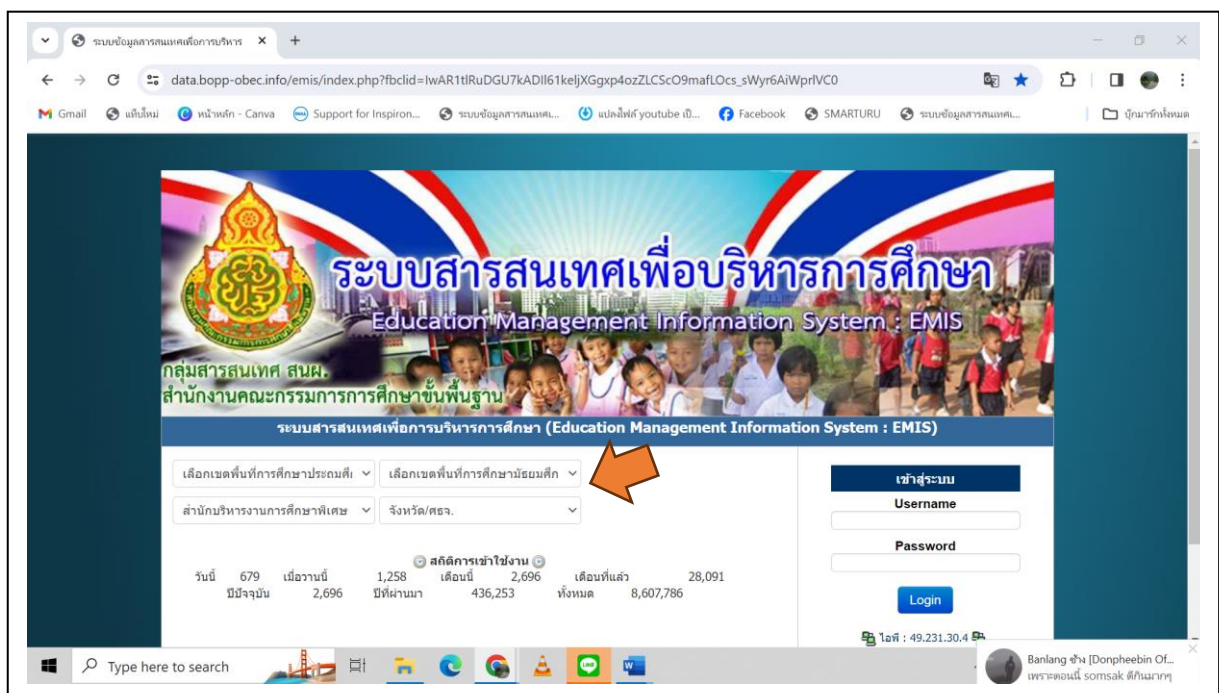 ระบบข้อมูลสารสนเทศเพื่อการบริหาร
data.bopp-obec.info/emis/index.php?fbclid=IwAR1tlRuDGU7kADIl61keljXGgxp4ozZLCScO9mafLOcs_sWyr6AiWprlVC0
Gmail แท็บใหม่ หน้าหลัก - Canva Support for Inspiron... ระบบข้อมูลสารสนเทศเ... แปลงไฟล์ youtube เป็... Facebook SMARTURU ระบบข้อมูลสารสนเทศเ... บุ๊กมาร์กทั้งหมด
ระบบสารสนเทศเพื่อบริหารการศึกษา
Education Management Information System : EMIS
กลุ่มสารสนเทศ สนผ.
สำนักงานคณะกรรมการการศึกษาขั้นพื้นฐาน
ระบบสารสนเทศเพื่อการบริหารการศึกษา (Education Management Information System : EMIS)
เลือกเขตพื้นที่การศึกษาประถมศึ เลือกเขตพื้นที่การศึกษามัธยมศึก
สำนักบริหารงานการศึกษาพิเศษ จังหวัด/ศธจ.
สถิติการเข้าใช้งาน
วันนี้ 679 เมื่อวานนี้ 1,258 เดือนนี้ 2,696 เดือนที่แล้ว 28,091
ปีปัจจุบัน 2,696 ปีที่ผ่านมา 436,253 ทั้งหมด 8,607,786
เข้าสู่ระบบ
Username
Password
Login
ไอพี : 49.231.30.4
Type here to search
Banlang ช้าง [Donpheebin Of...
เพราะตอนนี้ somsak ตีกันมากๆ